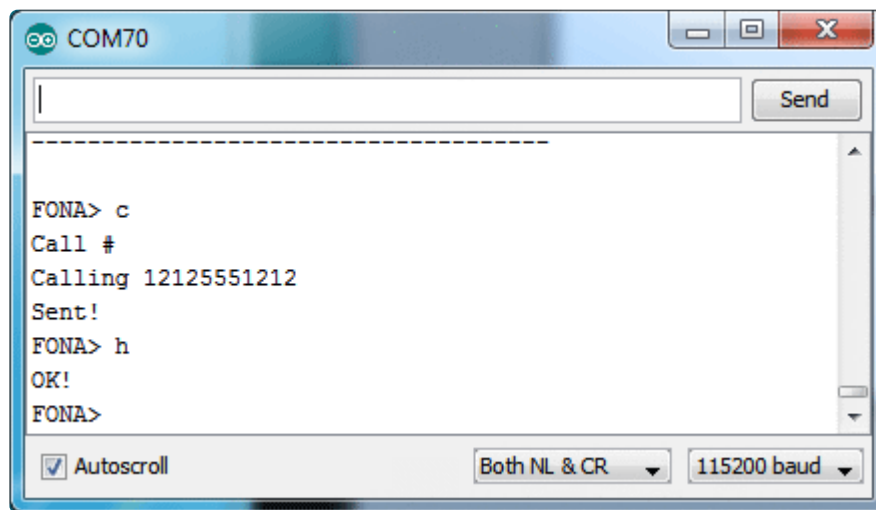 COM70
Send
-------------------------------------
FONA> c
Call #
Calling 12125551212
Sent!
FONA> h
OK!
FONA>
Autoscroll
Both NL & CR
115200 baud